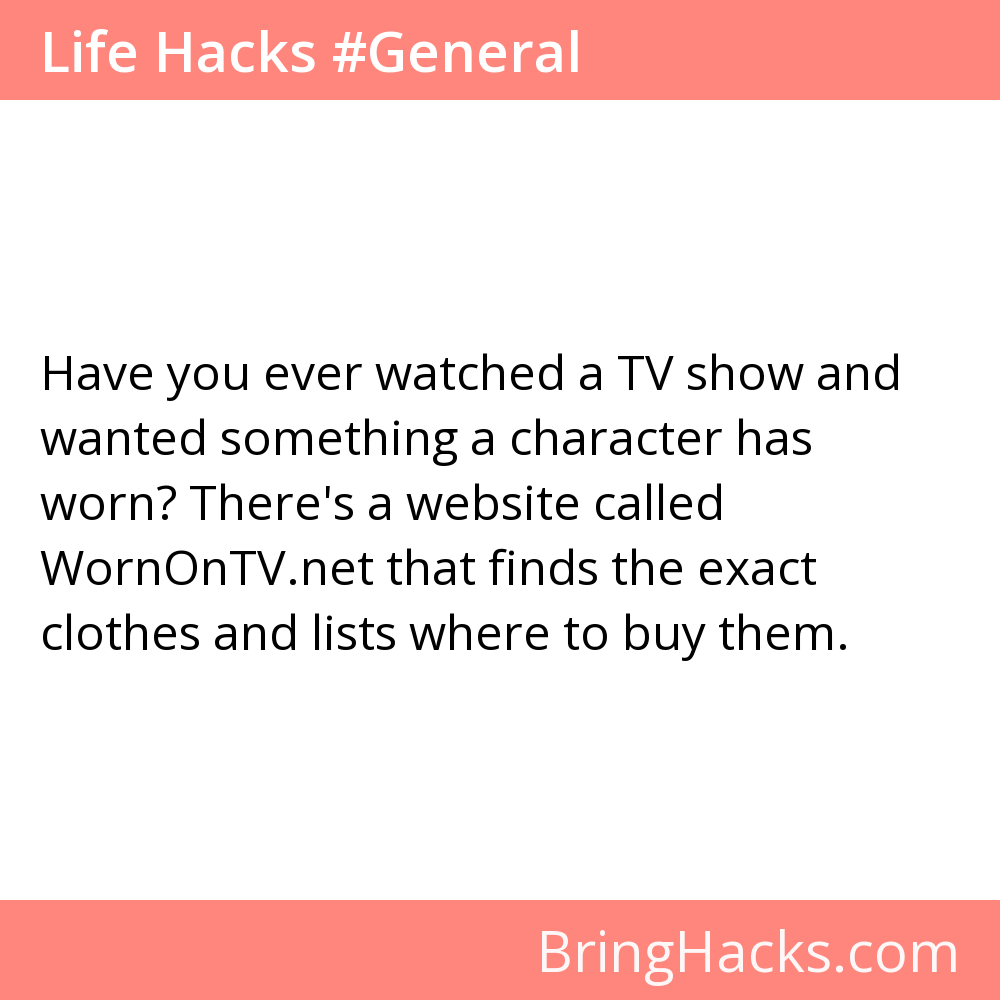 Life Hacks #General
Have you ever watched a TV show and
wanted something a character has
worn? There's a website called
WornOnTV.net that finds the exact
clothes and lists where to buy them.
BringHacks.com